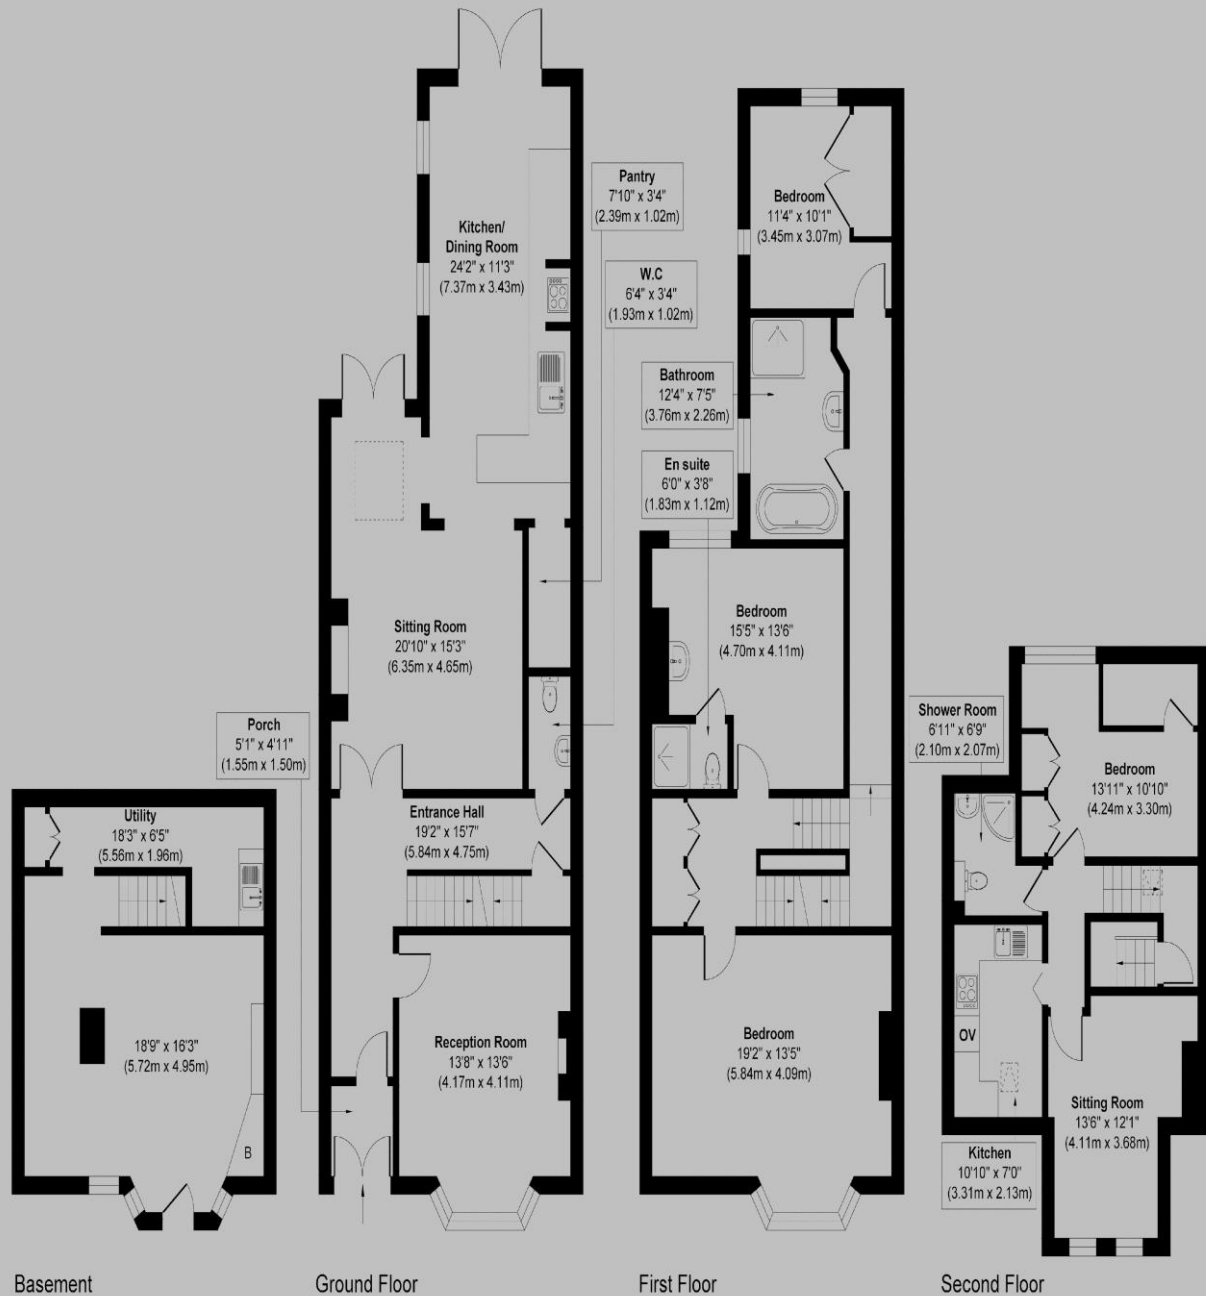 Utility
18'3" x 6'5"
(5.56m x 1.96m)
18'9" x 16'3"
(5.72m x 4.95m)
B
Basement
Kitchen/
Dining Room
24'2" x 11'3"
(7.37m x 3.43m)
Pantry
7'10" x 3'4"
(2.39m x 1.02m)
W.C
6'4" x 3'4"
(1.93m x 1.02m)
Sitting Room
20'10" x 15'3"
(6.35m x 4.65m)
Porch
5'1" x 4'11"
(1.55m x 1.50m)
Entrance Hall
19'2" x 15'7"
(5.84m x 4.75m)
Reception Room
13'8" x 13'6"
(4.17m x 4.11m)
Ground Floor
Bedroom
11'4" x 10'1"
(3.45m x 3.07m)
Bathroom
12'4" x 7'5"
(3.76m x 2.26m)
En suite
6'0" x 3'8"
(1.83m x 1.12m)
Bedroom
15'5" x 13'6"
(4.70m x 4.11m)
Bedroom
19'2" x 13'5"
(5.84m x 4.09m)
First Floor
Shower Room
6'11" x 6'9"
(2.10m x 2.07m)
Bedroom
13'11" x 10'10"
(4.24m x 3.30m)
OV
Sitting Room
13'6" x 12'1"
(4.11m x 3.68m)
Kitchen
10'10" x 7'0"
(3.31m x 2.13m)
Second Floor